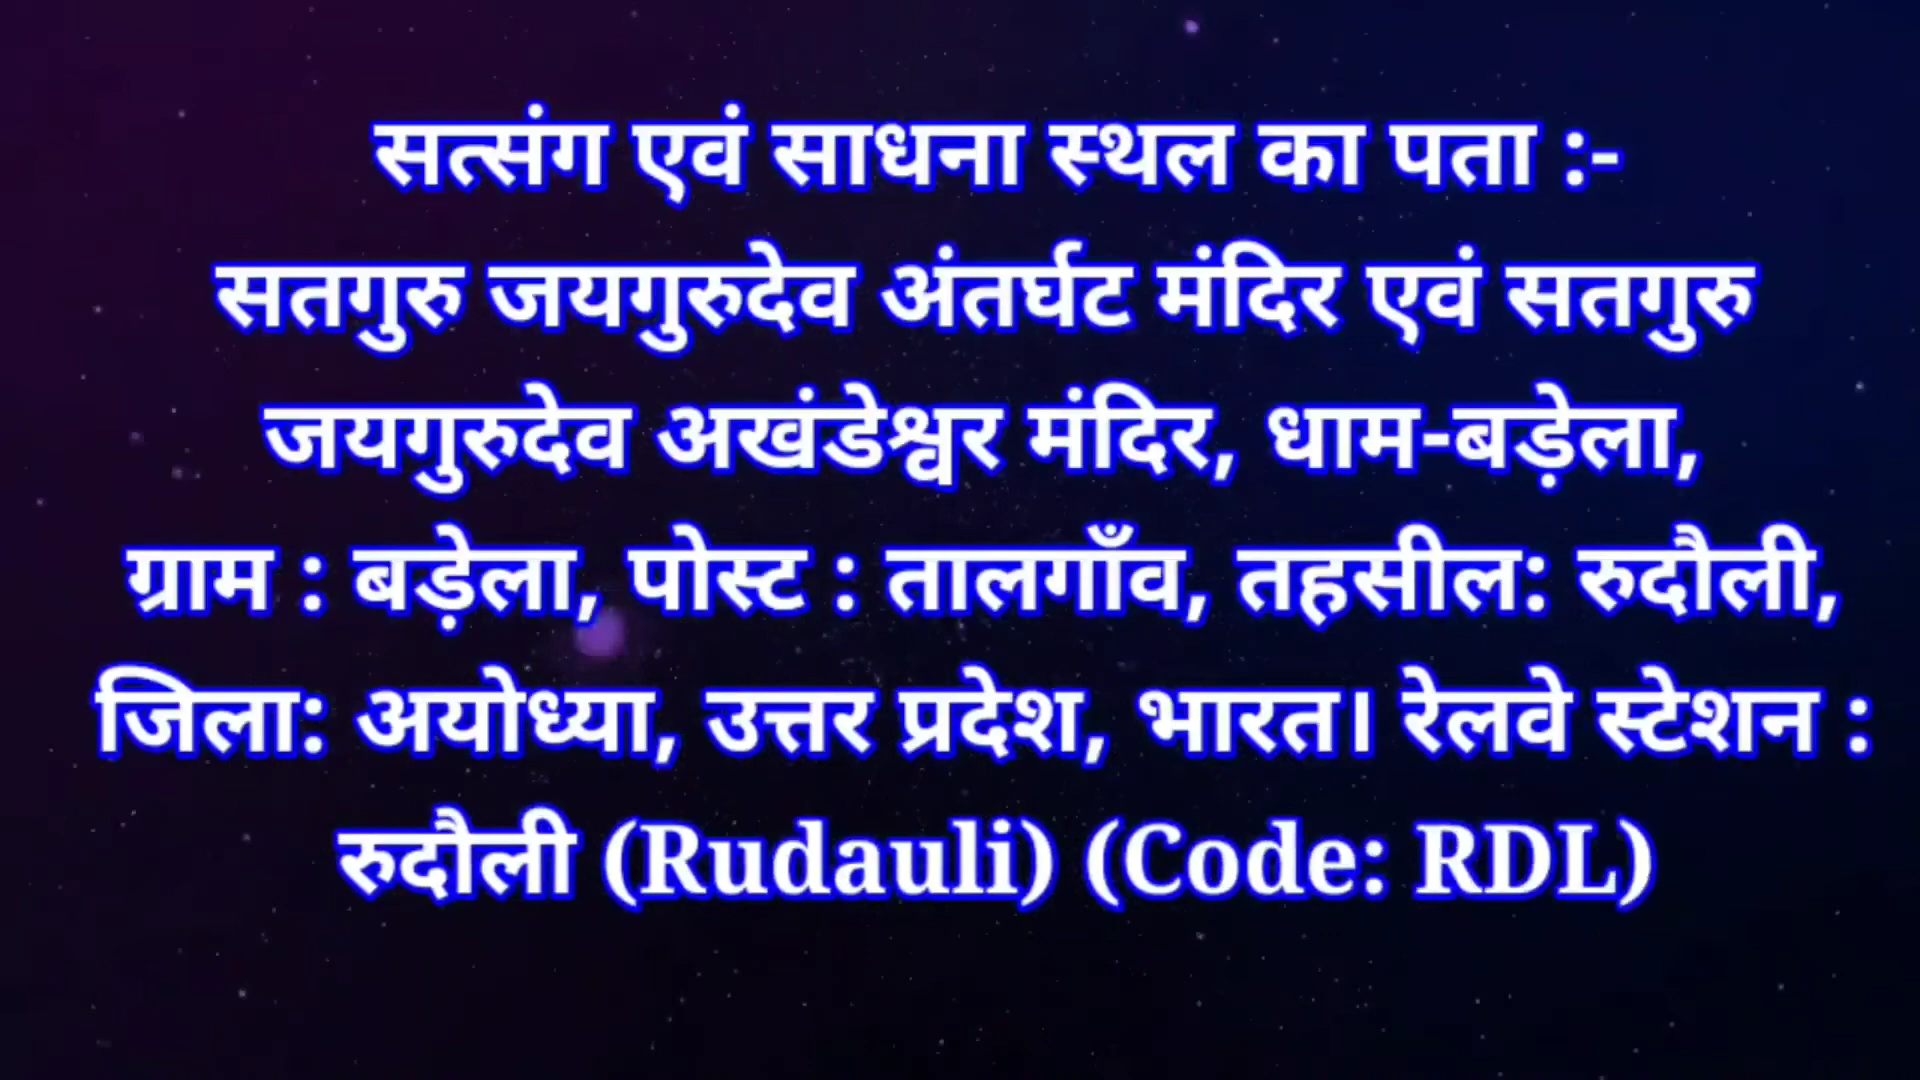 सत्संग एवं साधना स्थल का पता :-
सतगुरु जयगुरुदेव अंतर्घट मंदिर एवं सतगुरु
जयगुरुदेव अखंडेश्वर मंदिर, धाम-बड़ेला,
ग्राम : बड़ेला, पोस्ट : तालगाँव, तहसील: रुदौली,
जिला: अयोध्या, उत्तर प्रदेश, भारत। रेलवे स्टेशन :
रुदौली (Rudauli) (Code: RDL)